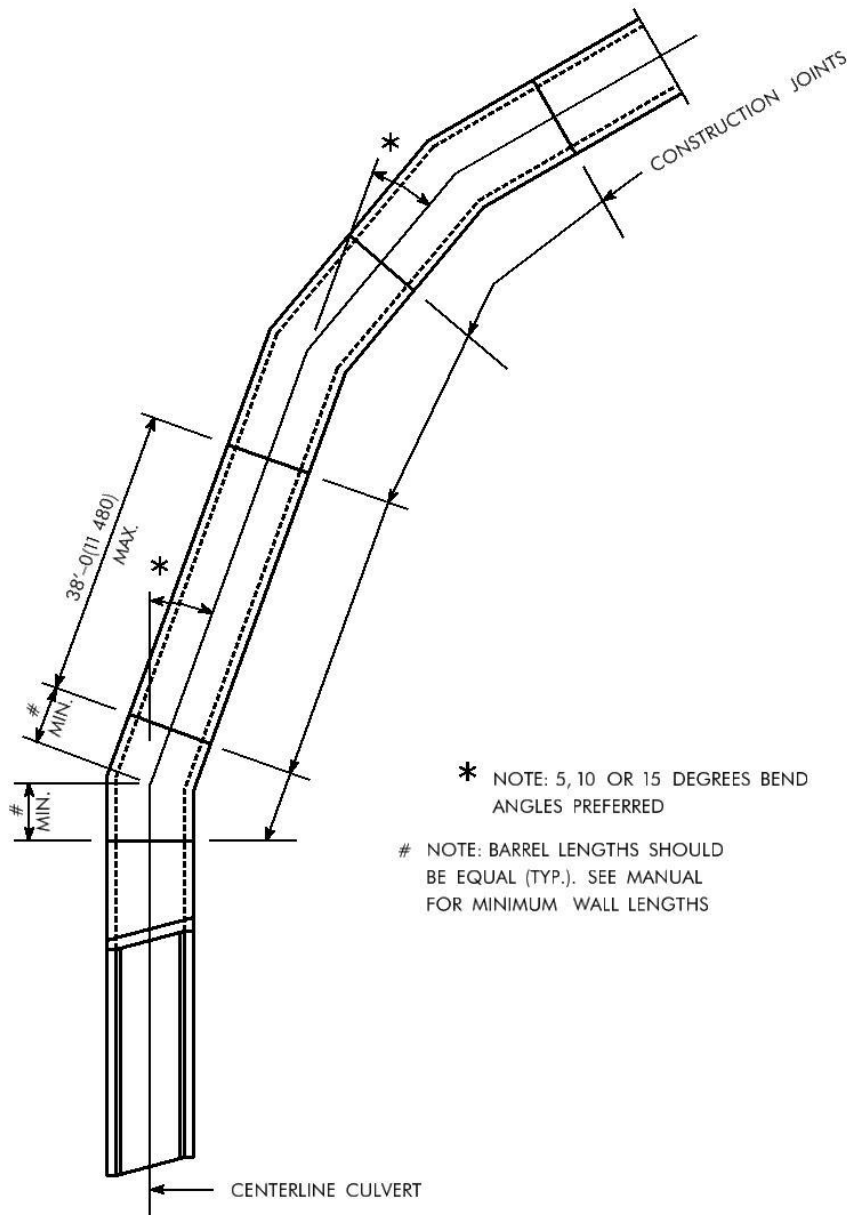 CONSTRUCTION JOINTS
*
38'-0(11 480)
MAX.
*
#
MIN.
#
MIN.
* NOTE: 5, 10 OR 15 DEGREES BEND
ANGLES PREFERRED
# NOTE: BARREL LENGTHS SHOULD
BE EQUAL (TYP.). SEE MANUAL
FOR MINIMUM WALL LENGTHS
CENTERLINE CULVERT